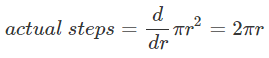 actual steps = d/dr πr² = 2πr